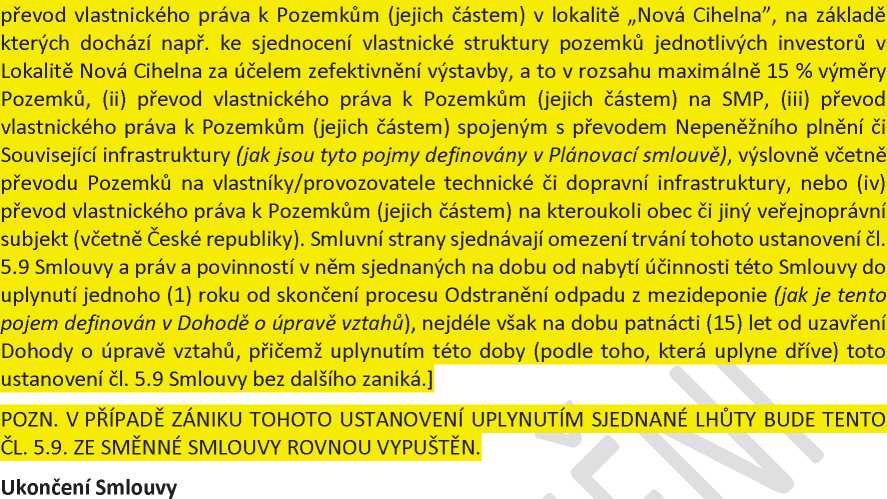 převod vlastnického práva k Pozemkům (jejich částem) v lokalitě „Nová Cihelna", na základě
kterých dochází např. ke sjednocení vlastnické struktury pozemků jednotlivých investorů v
Lokalitě Nová Cihelna za účelem zefektivnění výstavby, a to v rozsahu maximálně 15 % výměry
Pozemků, (ii) převod vlastnického práva k Pozemkům (jejich částem) na SMP, (iii) převod
vlastnického práva k Pozemkům (jejich částem) spojeným s převodem Nepeněžního plnění či
Související infrastruktury (jak jsou tyto pojmy definovány v Plánovací smlouvě), výslovně včetně
převodu Pozemků na vlastníky/provozovatele technické či dopravní infrastruktury, nebo (iv)
převod vlastnického práva k Pozemkům (jejich částem) na kteroukoli obec či jiný veřejnoprávní
subjekt (včetně České republiky). Smluvní strany sjednávají omezení trvání tohoto ustanovení čl.
5.9 Smlouvy a práv a povinností v něm sjednaných na dobu od nabytí účinnosti této Smlouvy do
uplynutí jednoho (1) roku od skončení procesu Odstranění odpadu z mezideponie (jak je tento
pojem definován v Dohodě o úpravě vztahů), nejdéle však na dobu patnácti (15) let od uzavření
Dohody o úpravě vztahů, přičemž uplynutím této doby (podle toho, která uplyne dříve) toto
ustanovení čl. 5.9 Smlouvy bez dalšího zaniká.]
POZN. V PŘÍPADĚ ZÁNIKU TOHOTO USTANOVENÍ UPLYNUTÍM SJEDNANÉ LHŮTY BUDE TENTO
ČL. 5.9. ZE SMĚNNÉ SMLOUVY ROVNOU VYPUŠTĚN.
Ukončení Smlouvy